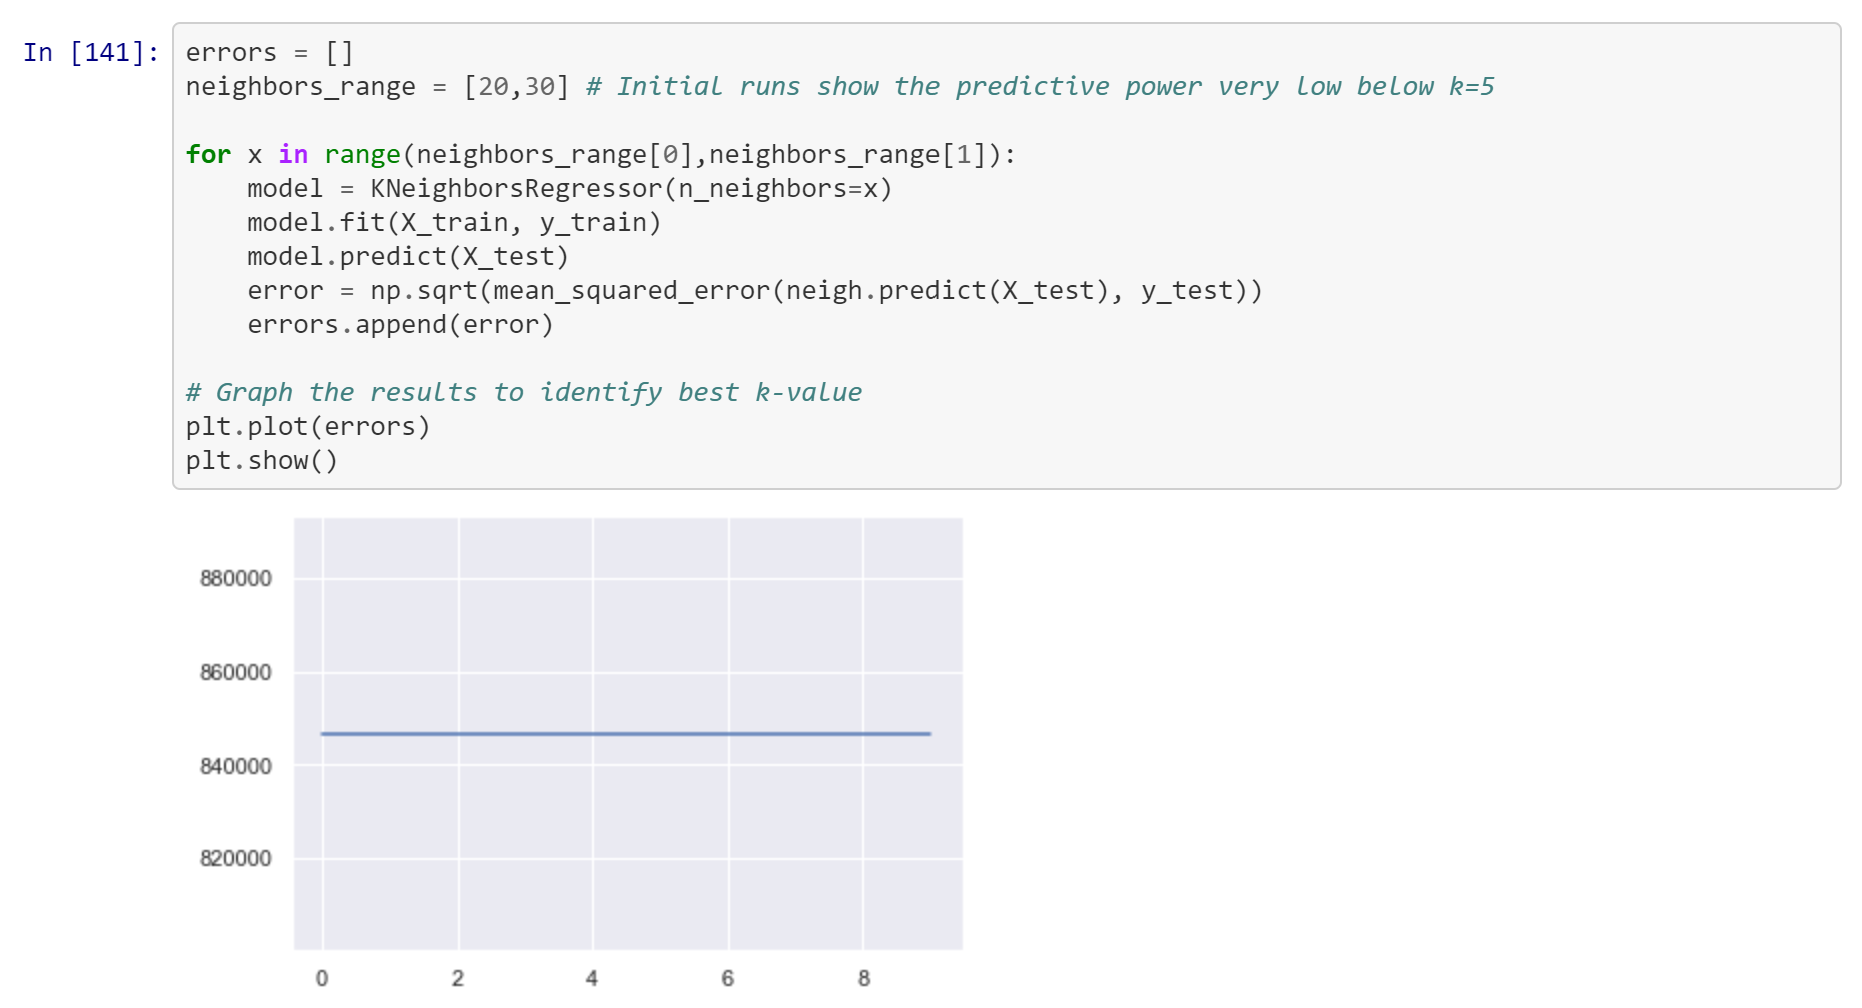 In [141]:
errors = []
neighbors_range = [20,30] # Initial runs show the predictive power very low below k=5
for x in range(neighbors_range[0],neighbors_range[1]):
    model = KNeighborsRegressor(n_neighbors=x)
    model.fit(X_train, y_train)
    model.predict(X_test)
    error = np.sqrt(mean_squared_error(neigh.predict(X_test), y_test))
    errors.append(error)
# Graph the results to identify best k-value
plt.plot(errors)
plt.show()
880000
860000
840000
820000
0 2 4 6 8